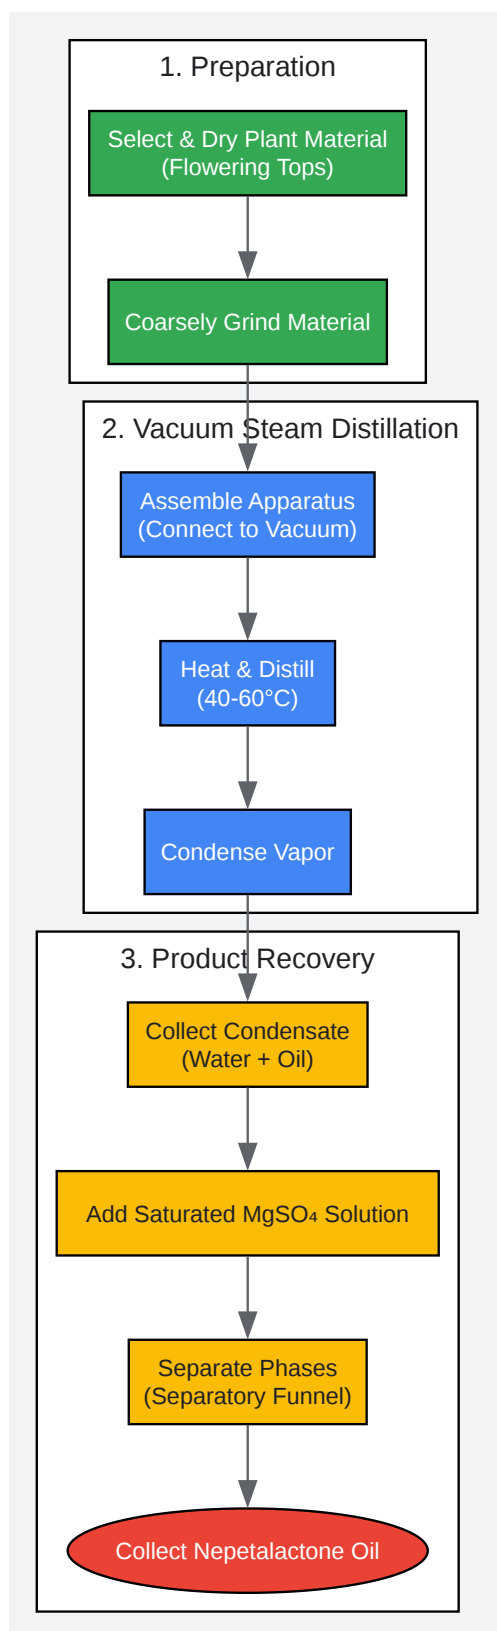 1. Preparation
Select & Dry Plant Material
(Flowering Tops)
Coarsely Grind Material
2. Vacuum Steam Distillation
Assemble Apparatus
(Connect to Vacuum)
Heat & Distill
(40-60°C)
Condense Vapor
3. Product Recovery
Collect Condensate
(Water + Oil)
Add Saturated MgSO₄ Solution
Separate Phases
(Separatory Funnel)
Collect Nepetalactone Oil